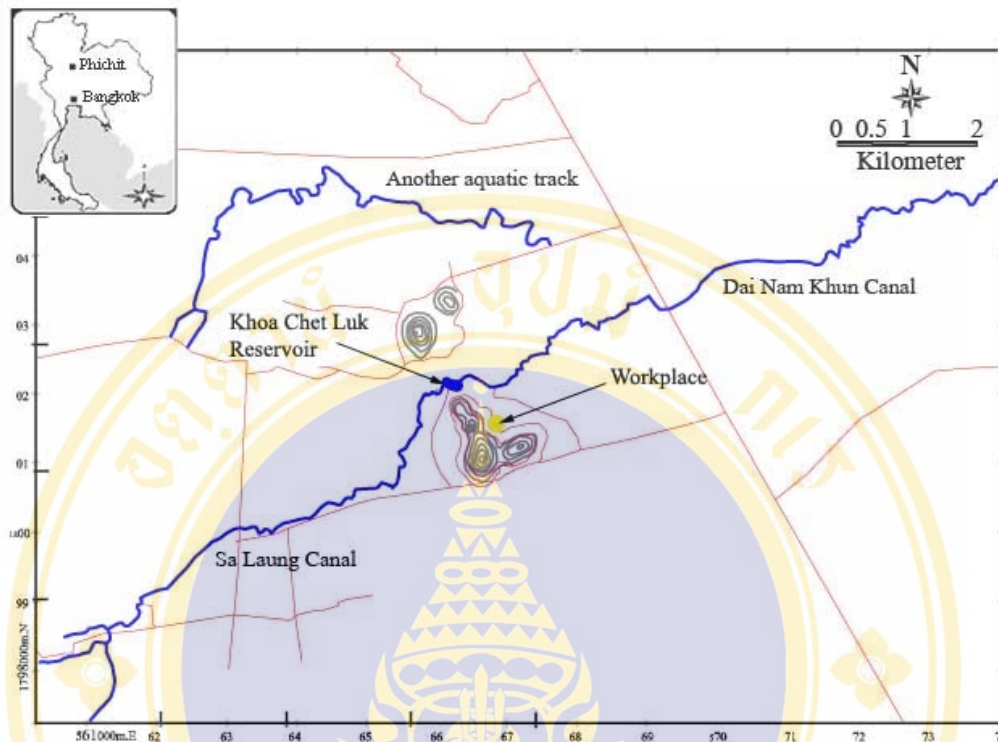 Phichit
Bangkok
N
0 0.5 1 2
Kilometer
Another aquatic track
04
Dai Nam Khun Canal
03
Khoa Chet Luk
Reservoir
Workplace
02
01
Sa Laung Canal
99
1798000m.N
561000m.E 62 63 64 65 66 67 68 69 70 71 72 73